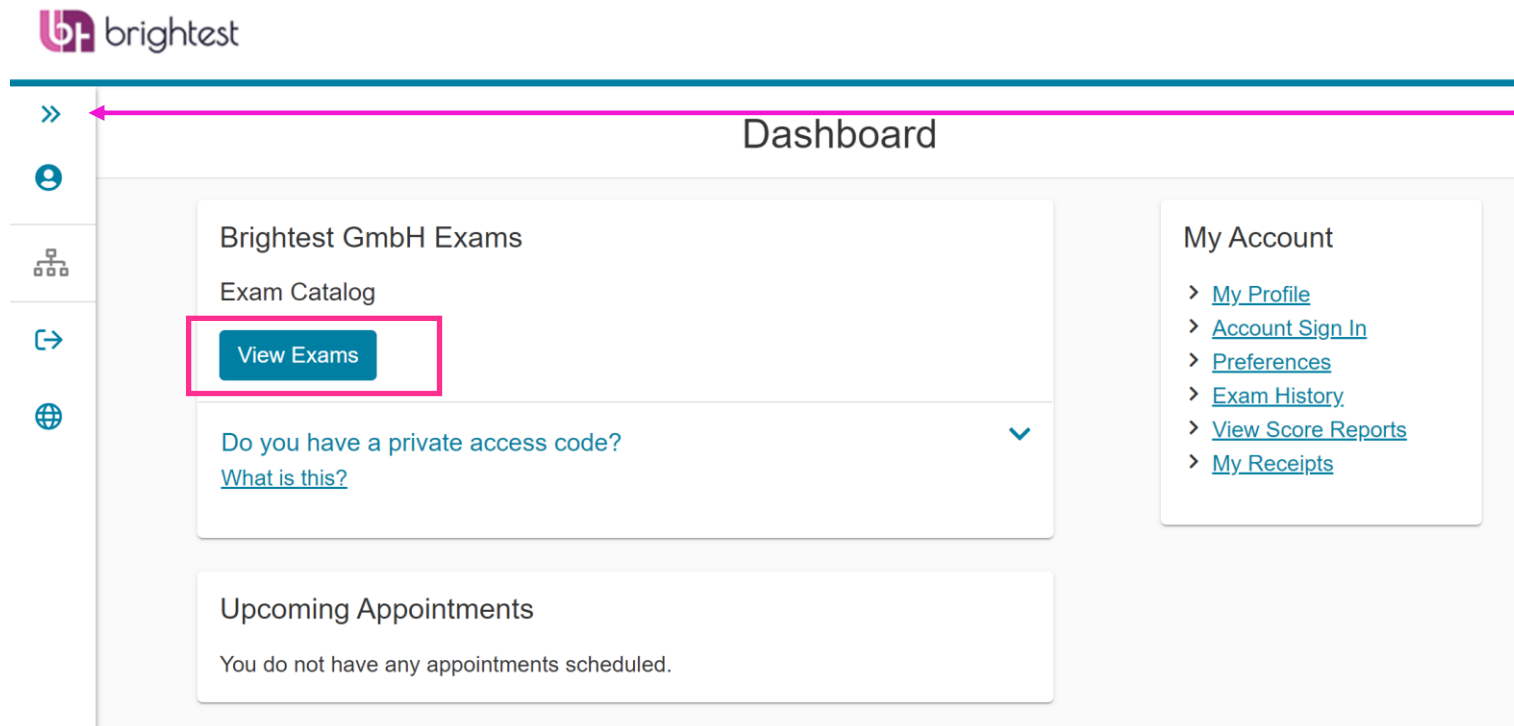 brightest
Dashboard
Brightest GmbH Exams
Exam Catalog
View Exams
Do you have a private access code?
What is this?
Upcoming Appointments
You do not have any appointments scheduled.
My Account
My Profile
Account Sign In
Preferences
Exam History
View Score Reports
My Receipts